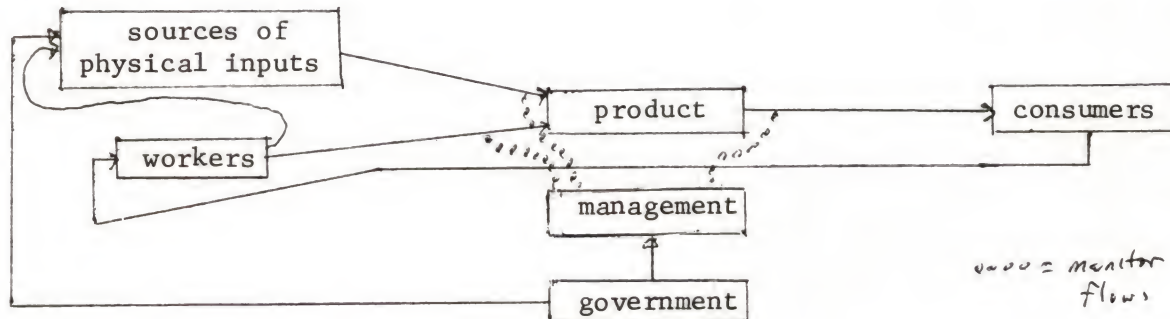 sources of
physical inputs
product
consumers
workers
management
government
= monitor
flows